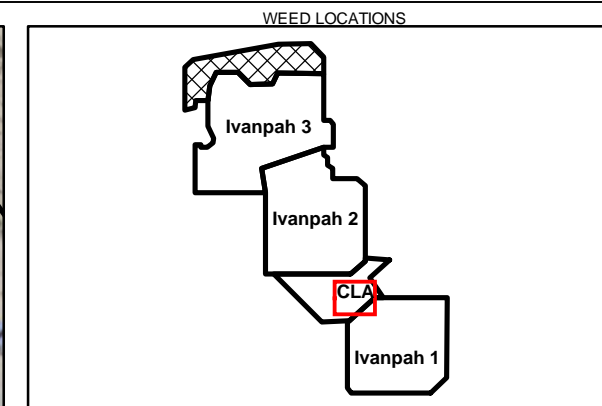 WEED LOCATIONS
Ivanpah 3
Ivanpah 2
CLA
Ivanpah 1